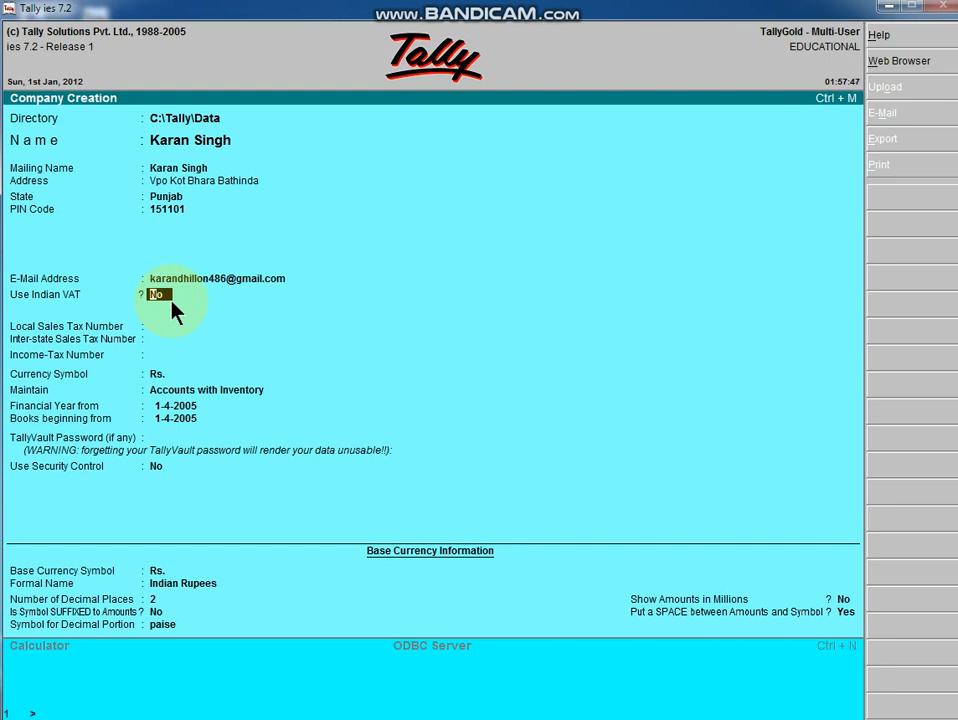 Tally ies 7.2
www.BANDICAM.com
(c) Tally Solutions Pvt. Ltd., 1988-2005
ies 7.2 - Release 1
Sun, 1st Jan, 2012
Tally
TallyGold - Multi-User
EDUCATIONAL
01:57:47
Help
Web Browser
Upload
E-Mail
Export
Print
Company Creation Ctrl + M
Directory : C:\Tally\Data
N a m e : Karan Singh
Mailing Name : Karan Singh
Address : Vpo Kot Bhara Bathinda
State : Punjab
PIN Code : 151101
E-Mail Address : karandhillon486@gmail.com
Use Indian VAT ? No
Local Sales Tax Number :
Inter-state Sales Tax Number :
Income-Tax Number :
Currency Symbol : Rs.
Maintain : Accounts with Inventory
Financial Year from : 1-4-2005
Books beginning from : 1-4-2005
TallyVault Password (if any) :
(WARNING: forgetting your TallyVault password will render your data unusable!!):
Use Security Control : No
Base Currency Information
Base Currency Symbol : Rs.
Formal Name : Indian Rupees
Number of Decimal Places : 2 Show Amounts in Millions ? No
Is Symbol SUFFIXED to Amounts ? No Put a SPACE between Amounts and Symbol ? Yes
Symbol for Decimal Portion : paise
Calculator ODBC Server Ctrl + N
1 >